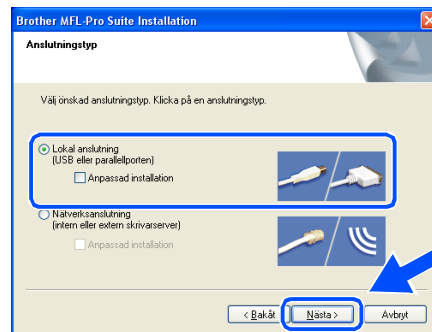 Brother MFL-Pro Suite Installation
Anslutningstyp
Välj önskad anslutningstyp. Klicka på en anslutningstyp.
Lokal anslutning
(USB eller parallellporten)
Anpassad installation
Nätverksanslutning
(intern eller extern skrivarserver)
Anpassad installation
< Bakåt Nästa > Avbryt